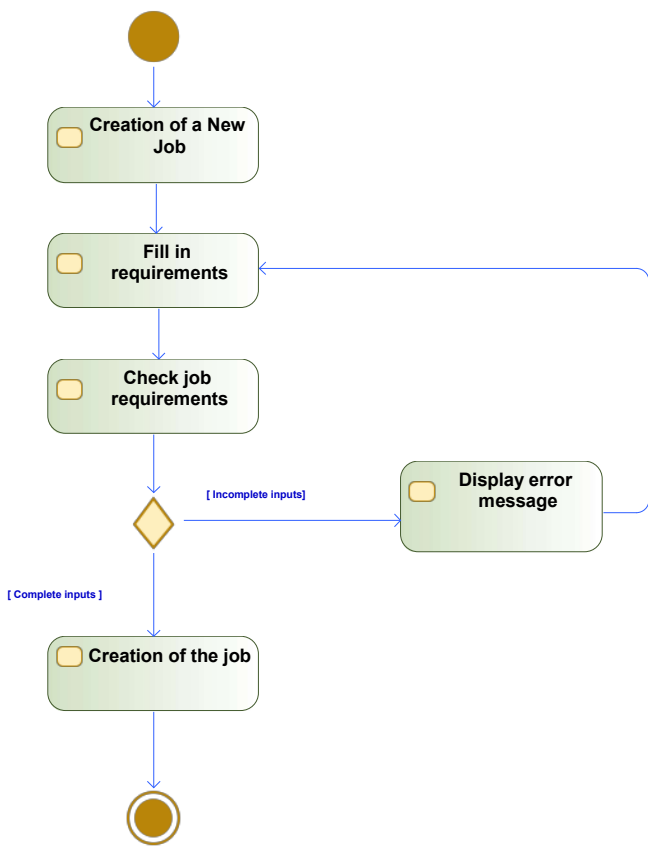 Creation of a New
Job
Fill in
requirements
Check job
requirements
[ Incomplete inputs]
Display error
message
[ Complete inputs ]
Creation of the job